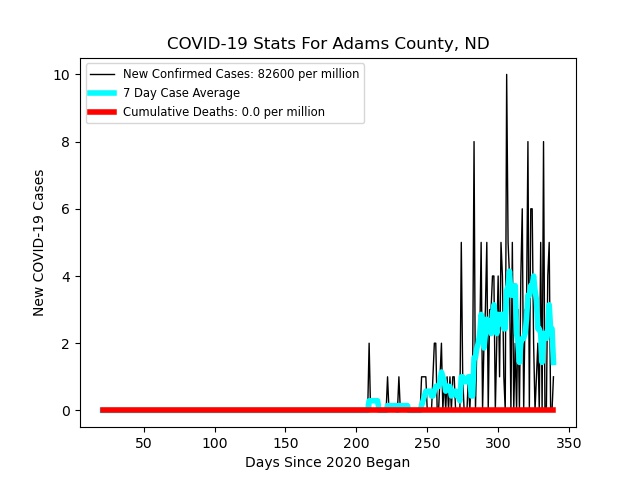 COVID-19 Stats For Adams County, ND
New Confirmed Cases: 82600 per million
7 Day Case Average
Cumulative Deaths: 0.0 per million
New COVID-19 Cases
10
8
6
4
2
0
50 100 150 200 250 300 350
Days Since 2020 Began